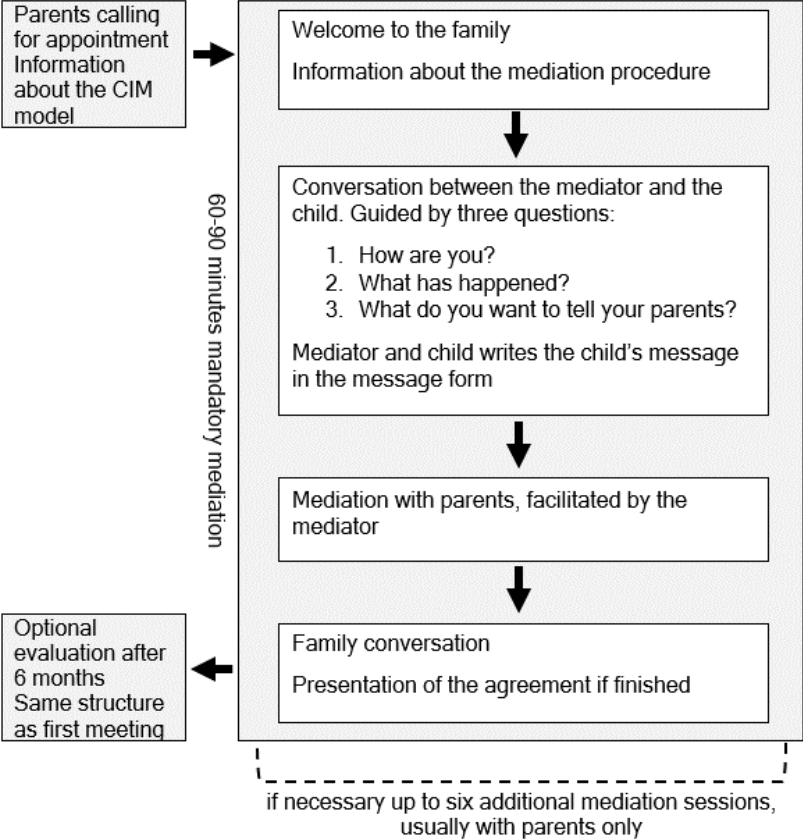 Parents calling
for appointment
Information
about the CIM
model
Welcome to the family
Information about the mediation procedure
60-90 minutes mandatory mediation
Conversation between the mediator and the
child. Guided by three questions:
1. How are you?
2. What has happened?
3. What do you want to tell your parents?
Mediator and child writes the child's message
in the message form
Mediation with parents, facilitated by the
mediator
Family conversation
Presentation of the agreement if finished
Optional
evaluation after
6 months
Same structure
as first meeting
if necessary up to six additional mediation sessions,
usually with parents only